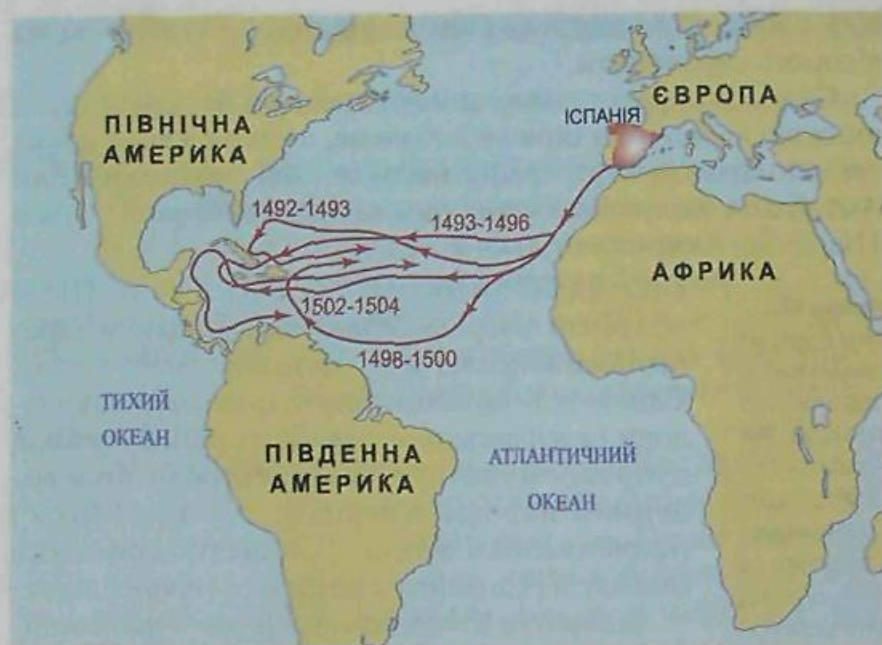 ЄВРОПА
ІСПАНІЯ
ПІВНІЧНА
АМЕРИКА
1492-1493
1493-1496
АФРИКА
1502-1504
1498-1500
ТИХИЙ
ОКЕАН
ПІВДЕННА
АМЕРИКА
АТЛАНТИЧНИЙ
ОКЕАН